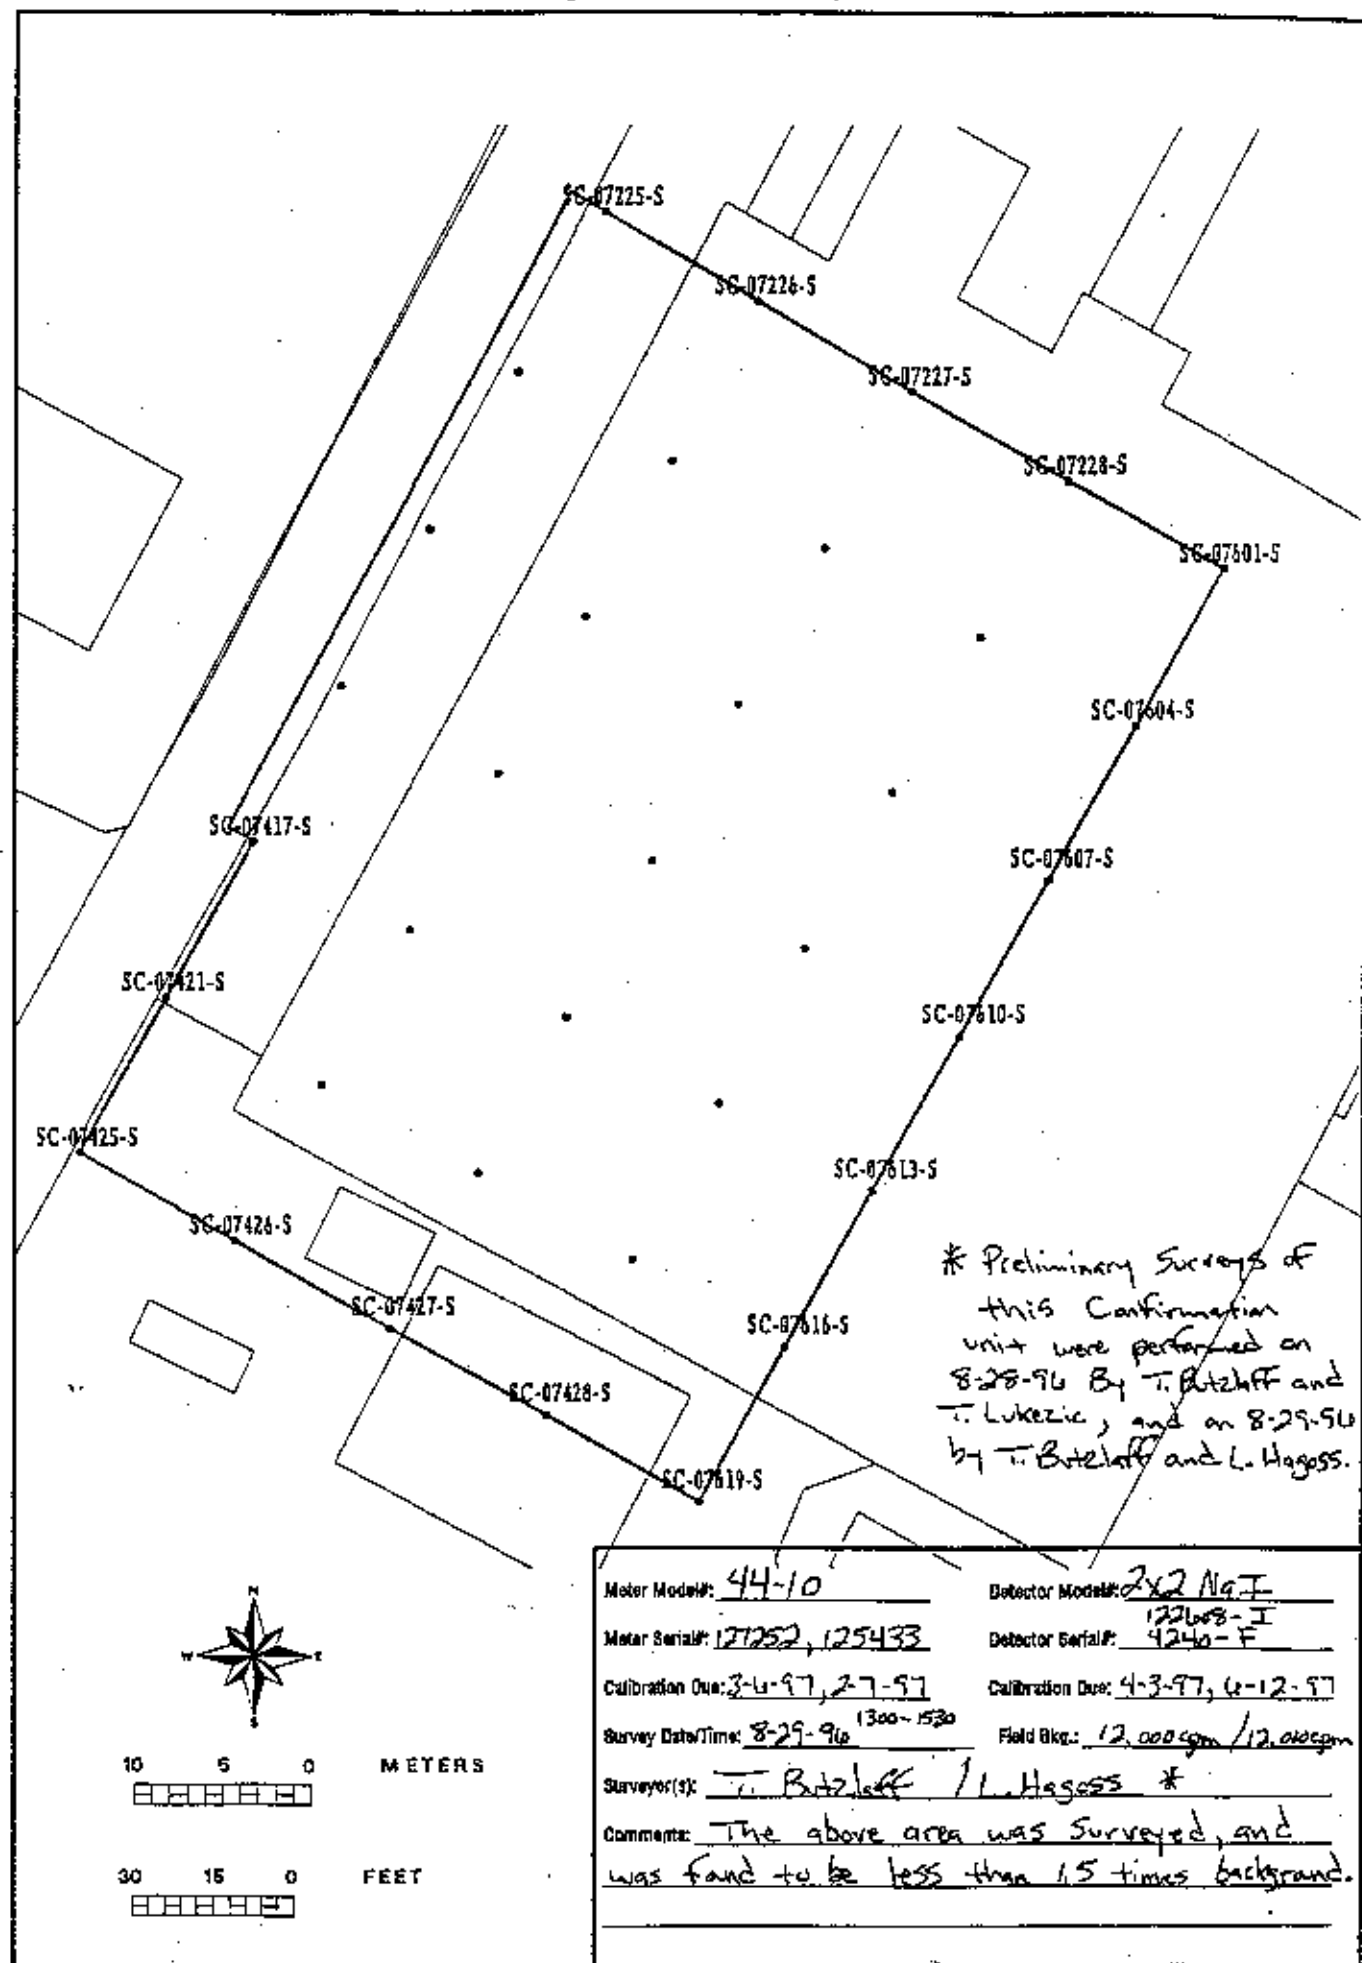 SC-07225-S
SC-07226-S
SC-07227-S
SC-07228-S
SC-07601-S
SC-07604-S
SC-07417-S
SC-07607-S
SC-07421-S
SC-07610-S
SC-07425-S
SC-07613-S
SC-07426-S
SC-07427-S
SC-07616-S
SC-07428-S
SC-07619-S
* Preliminary Surveys of
this Confirmation
unit were performed on
8-28-96 By T. Butzlaff and
T. Lukezic, and on 8-29-96
by T. Butzlaff and L. Hagoss.
N
W E
S
10 5 0 METERS
30 15 0 FEET
Meter Model#: 44-10 Detector Model#: 2x2 NaI
Meter Serial#: 127252, 125433 Detector Serial#: 122608-I
4240-F
Calibration Due: 3-6-97, 2-7-97 Calibration Due: 4-3-97, 6-12-97
Survey Date/Time: 8-29-96 1300-1530 Field Bkg.: 12,000cpm / 12,000cpm
Surveyor(s): T. Butzlaff / L. Hagoss *
Comments: The above area was surveyed, and
was found to be less than 1.5 times background.